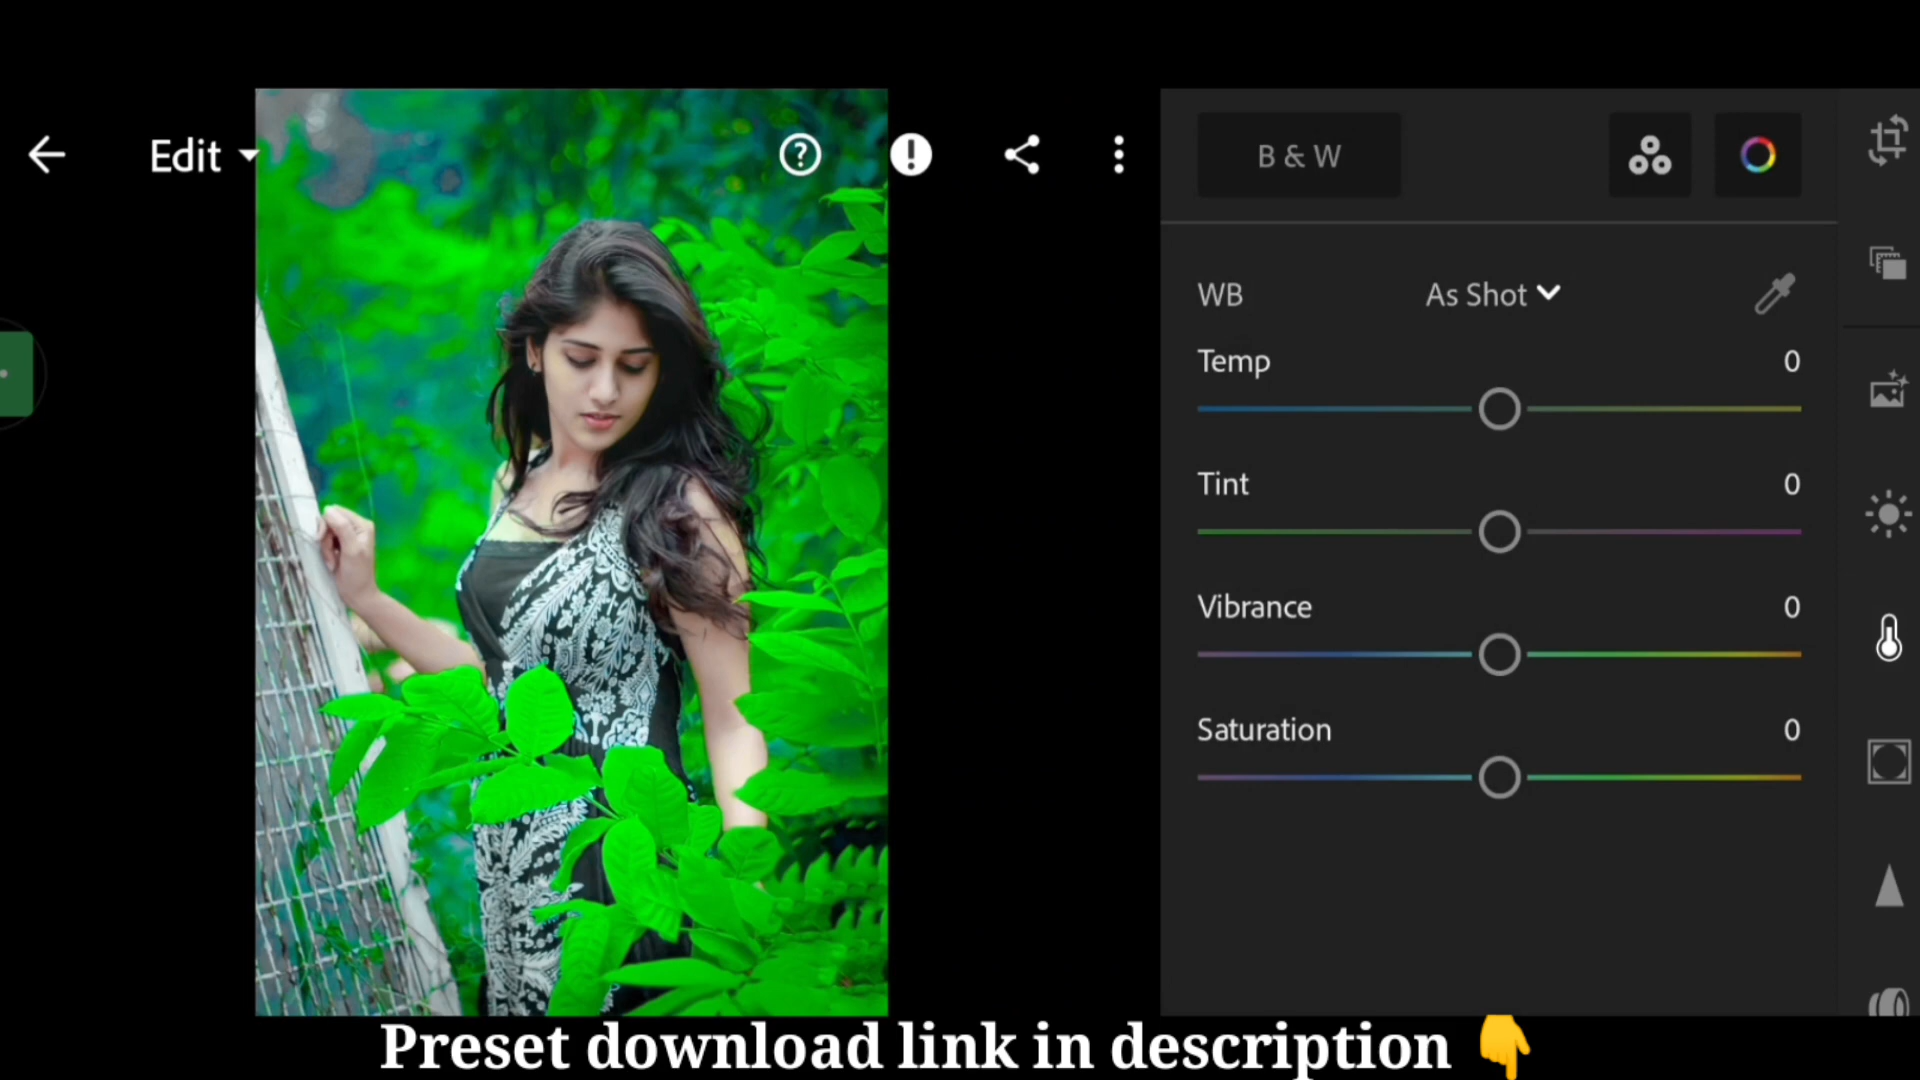 Edit
B & W
WB As Shot
Temp 0
Tint 0
Vibrance 0
Saturation 0
Preset download link in description 👇